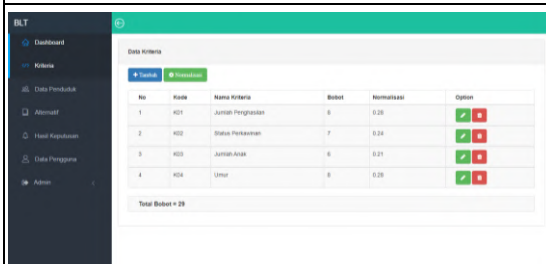 BLT
Dashboard
Kriteria
Data Penduduk
Alternatif
Hasil Keputusan
Data Pengguna
Admin
Data Kriteria
+ Tambah
Normalisasi
No Kode Nama Kriteria Bobot Normalisasi Option
1 K01 Jumlah Penghasilan 8 0.28
2 K02 Status Perkawinan 7 0.24
3 K03 Jumlah Anak 6 0.21
4 K04 Umur 8 0.28
Total Bobot = 29